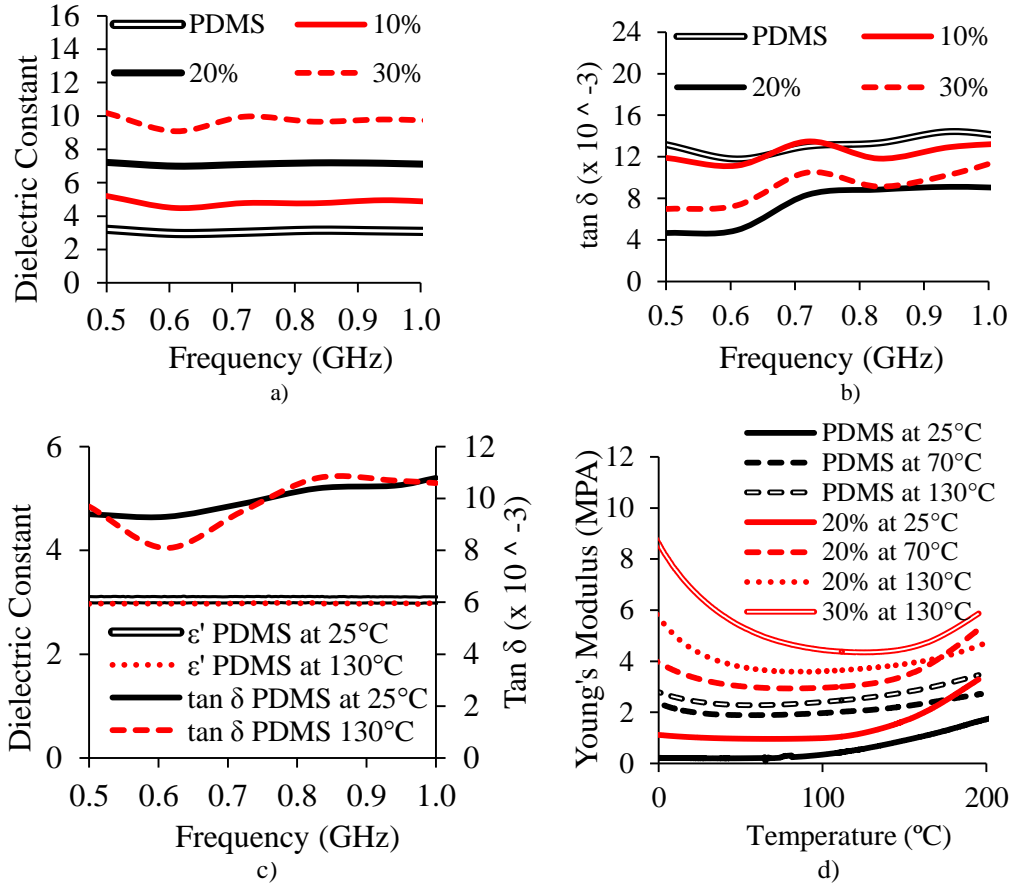 16
14
12
10
8
6
4
2
0
Dielectric Constant
PDMS 10%
20% 30%
0.5 0.6 0.7 0.8 0.9 1.0
Frequency (GHz)
a)
24
20
16
12
8
4
0
tan δ (x 10 ^ -3)
PDMS 10%
20% 30%
0.5 0.6 0.7 0.8 0.9 1.0
Frequency (GHz)
b)
6
4
2
0
Dielectric Constant
ε' PDMS at 25°C
ε' PDMS at 130°C
tan δ PDMS at 25°C
tan δ PDMS 130°C
12
10
8
6
4
2
0
Tan δ (x 10 ^ -3)
0.5 0.6 0.7 0.8 0.9 1.0
Frequency (GHz)
c)
12
10
8
6
4
2
0
Young's Modulus (MPA)
PDMS at 25°C
PDMS at 70°C
PDMS at 130°C
20% at 25°C
20% at 70°C
20% at 130°C
30% at 130°C
0 100 200
Temperature (ºC)
d)